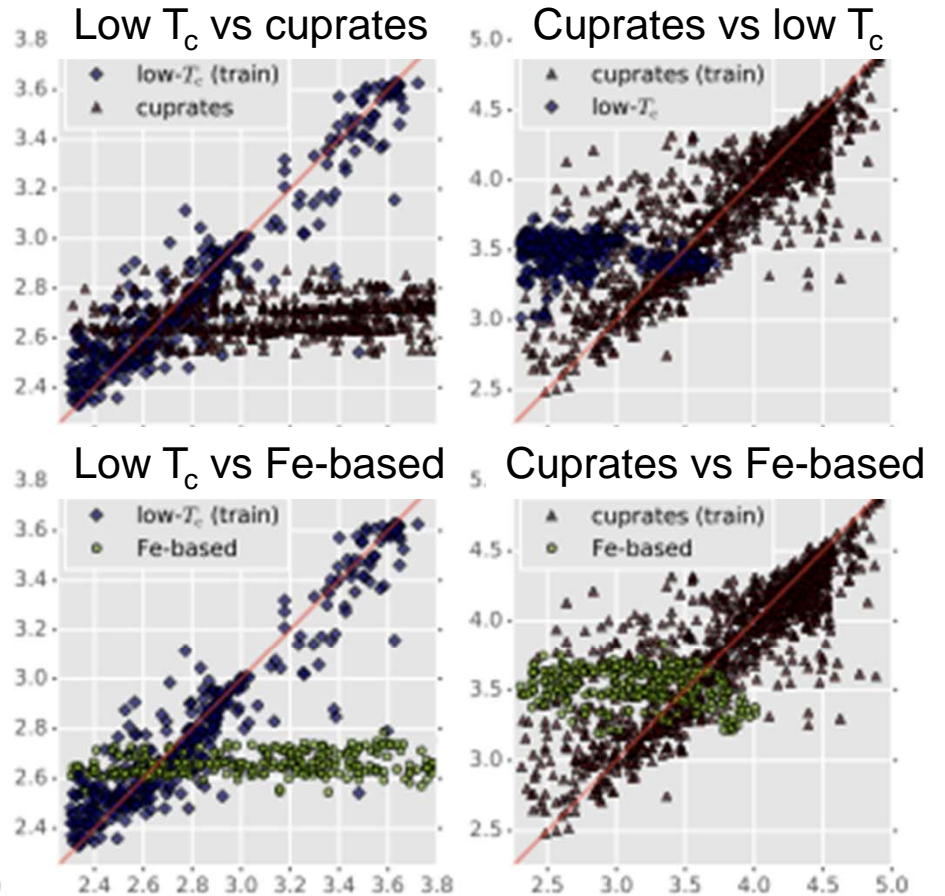 Low Tc vs cuprates
3.8
low-Tc (train)
cuprates
3.6
3.4
3.2
3.0
2.8
2.6
2.4
Cuprates vs low Tc
5.0
cuprates (train)
low-Tc
4.5
4.0
3.5
3.0
2.5
Low Tc vs Fe-based
3.8
low-Tc (train)
Fe-based
3.6
3.4
3.2
3.0
2.8
2.6
2.4
2.4 2.6 2.8 3.0 3.2 3.4 3.6 3.8
Cuprates vs Fe-based
5.
cuprates (train)
Fe-based
4.5
4.0
3.5
3.0
2.5
2.5 3.0 3.5 4.0 4.5 5.0